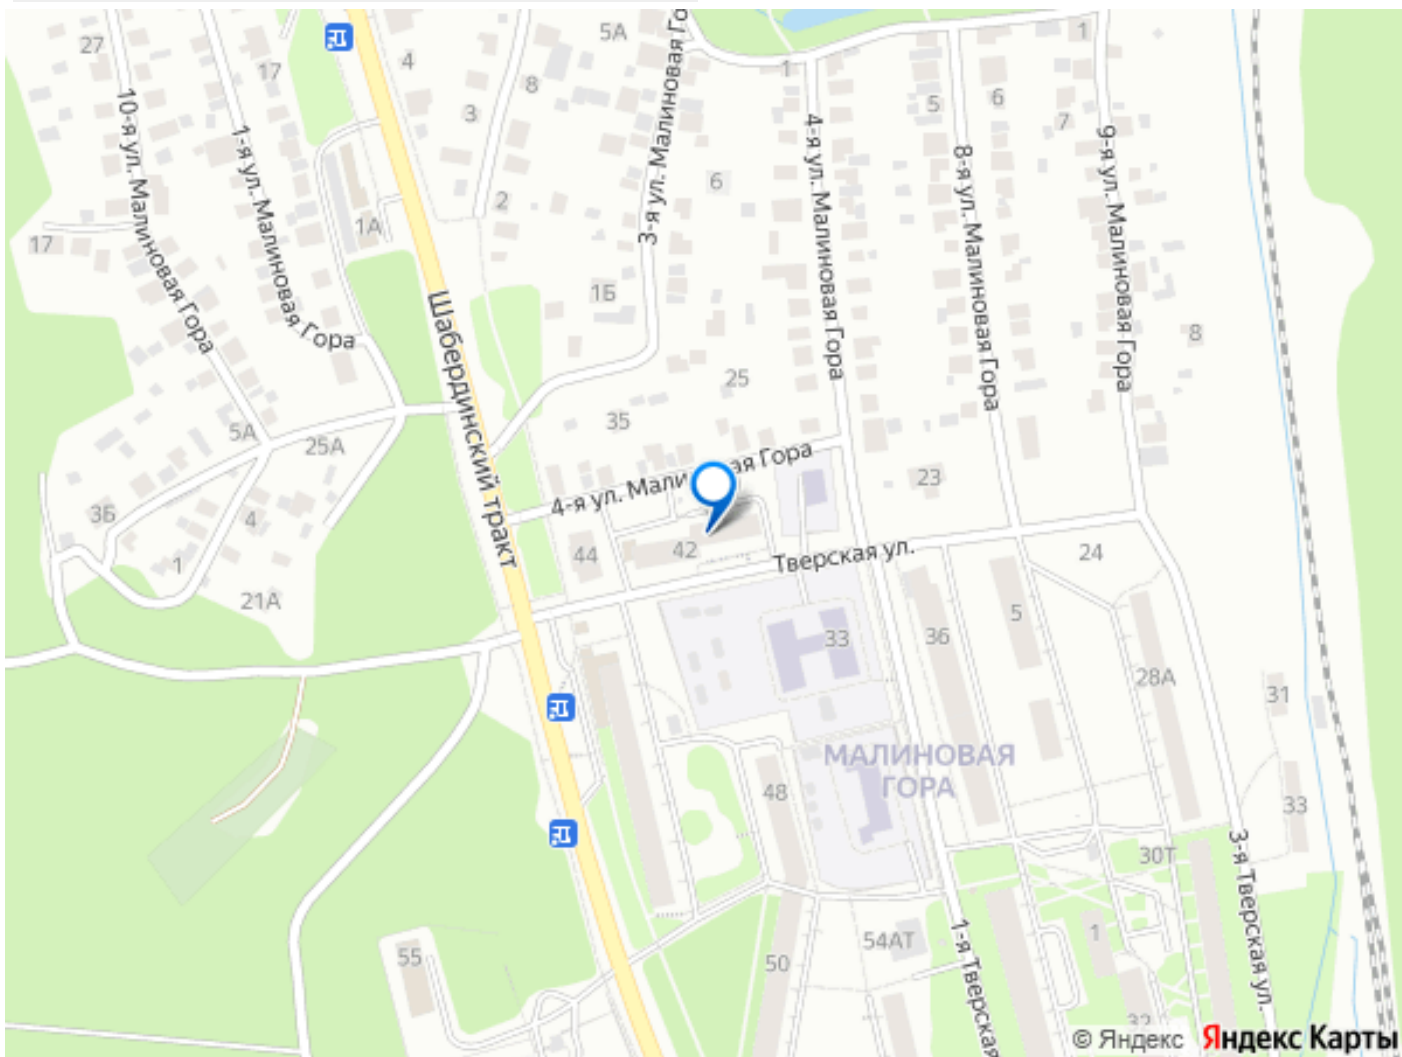 27
17
4
5А
1
1
3
8
5
6
7
10-я ул. Малиновая Гора
1-я ул. Малиновая Гора
3-я ул. Малиновая Го
4-я ул. Малиновая Гора
8-я ул. Малиновая Гора
9-я ул. Малиновая Гора
6
2
1А
17
1Б
8
Шабердинский тракт
25
35
5А
25А
4-я ул. Мали
ая Гора
23
3Б
4
44
42
Тверская ул.
24
1
21А
33
36
5
28А
31
МАЛИНОВАЯ
ГОРА
48
33
30Т
3-я Тверская ул.
1-я Тверская
54АТ
1
55
50
32
© Яндекс
Яндекс Карты